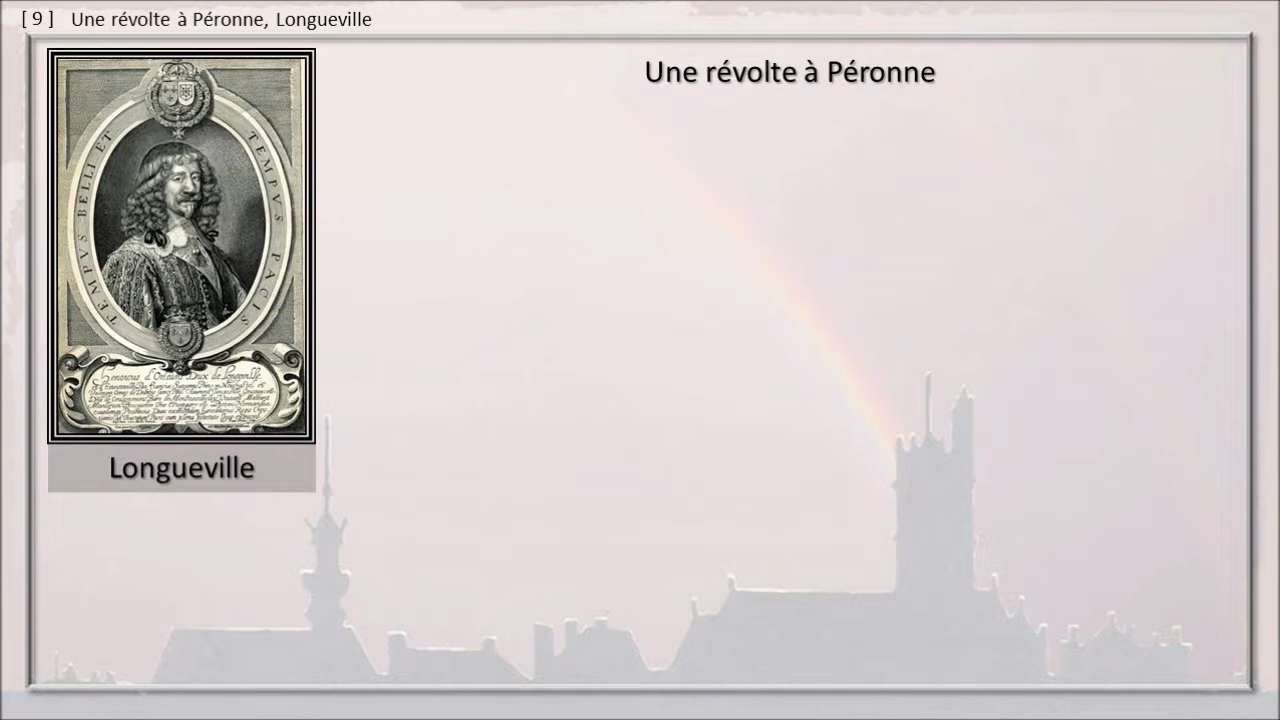 [ 9 ] Une révolte à Péronne, Longueville
Une révolte à Péronne
TEMPVS BELLI ET TEMPVS PACIS
Longueville